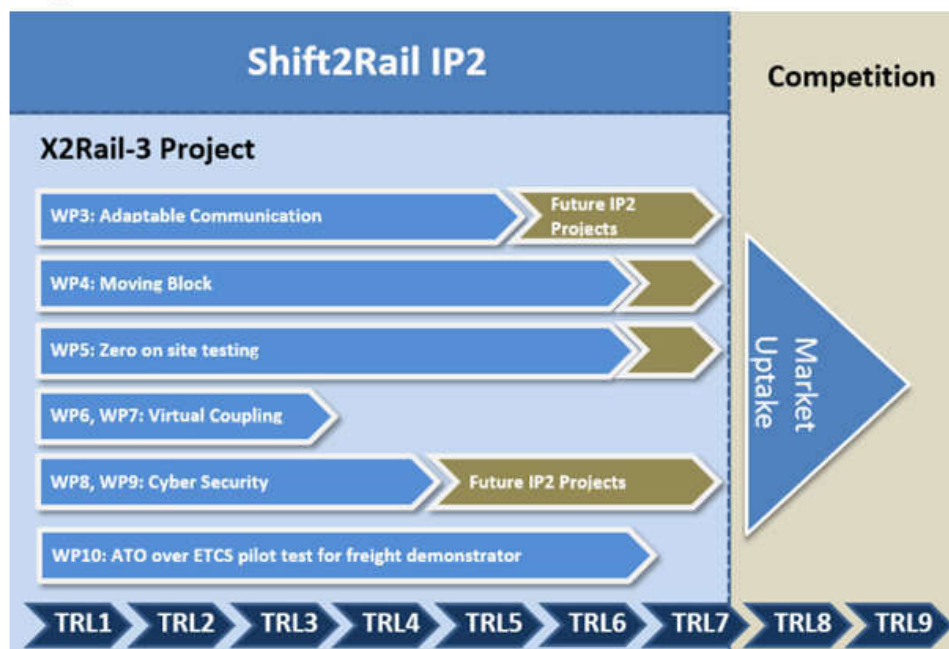 Shift2Rail IP2
Competition
X2Rail-3 Project
WP3: Adaptable Communication
Future IP2
Projects
WP4: Moving Block
WP5: Zero on site testing
WP6, WP7: Virtual Coupling
WP8, WP9: Cyber Security
Future IP2 Projects
WP10: ATO over ETCS pilot test for freight demonstrator
Market
Uptake
TRL1 TRL2 TRL3 TRL4 TRL5 TRL6 TRL7 TRL8 TRL9